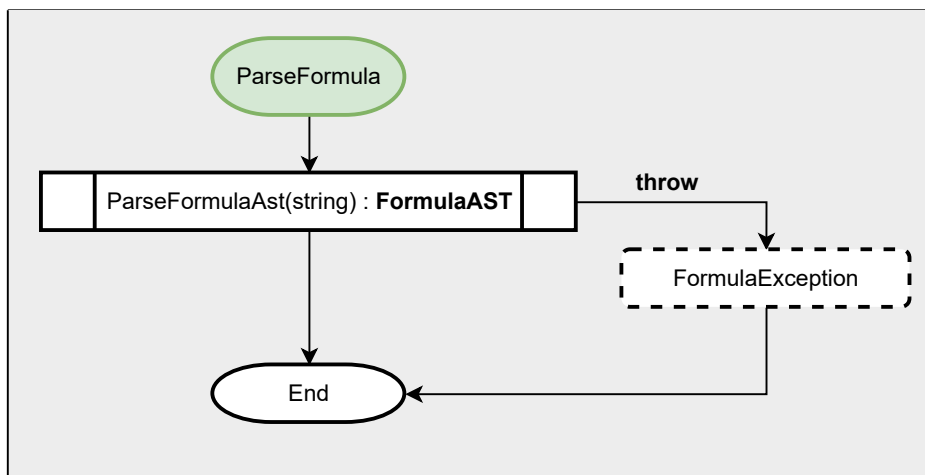 ParseFormula
ParseFormulaAst(string) : FormulaAST
throw
FormulaException
End